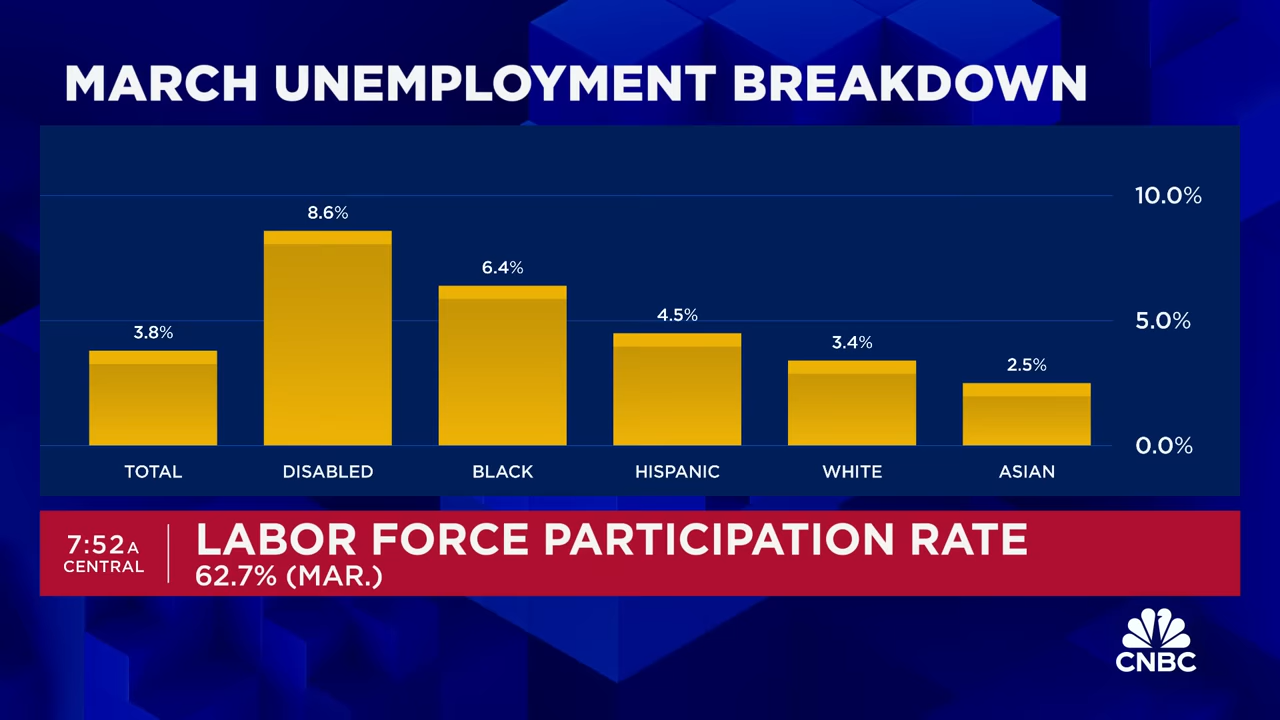 MARCH UNEMPLOYMENT BREAKDOWN
10.0%
8.6%
6.4%
5.0%
4.5%
3.8%
3.4%
2.5%
0.0%
TOTAL DISABLED BLACK HISPANIC WHITE ASIAN
7:52A
CENTRAL
LABOR FORCE PARTICIPATION RATE
62.7% (MAR.)
CNBC